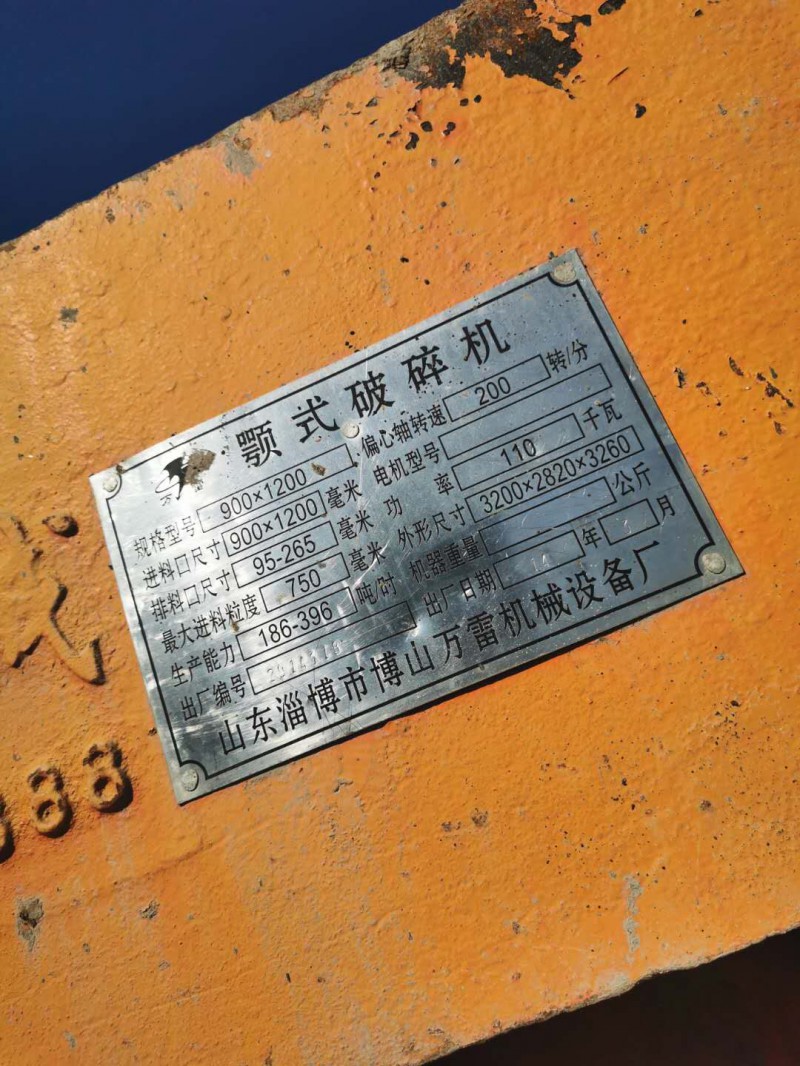 颚式破碎机
规格型号 900×1200 偏心轴转速 200 转/分
进料口尺寸 900×1200 毫米 电机型号
排料口尺寸 95-265 毫米 功率 110 千瓦
最大进料粒度 750 毫米 外形尺寸 3200×2820×3260
生产能力 186-396 吨/时 机器重量 公斤
出厂编号 出厂日期 年 月
山东淄博市博山万雷机械设备厂
888